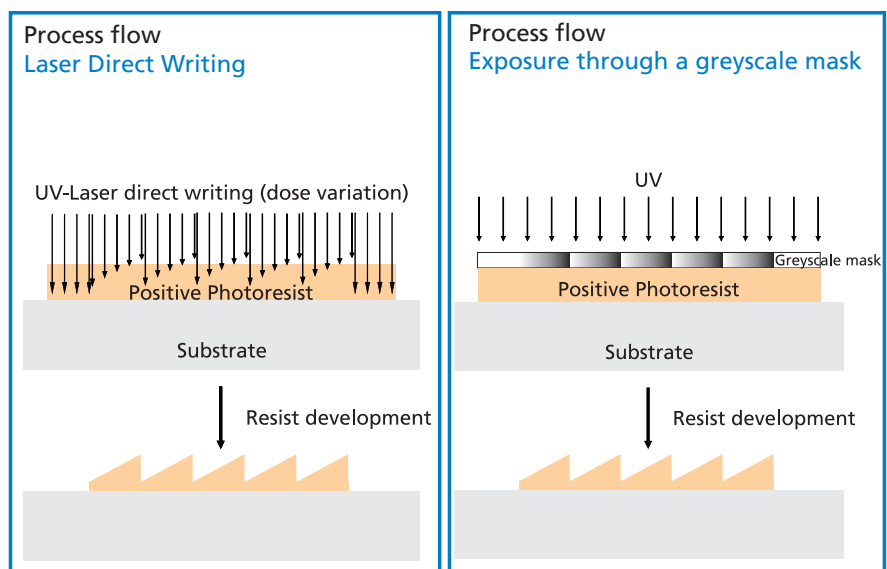 Process flow
Laser Direct Writing
UV-Laser direct writing (dose variation)
Positive Photoresist
Substrate
Resist development
Process flow
Exposure through a greyscale mask
UV
Greyscale mask
Positive Photoresist
Substrate
Resist development